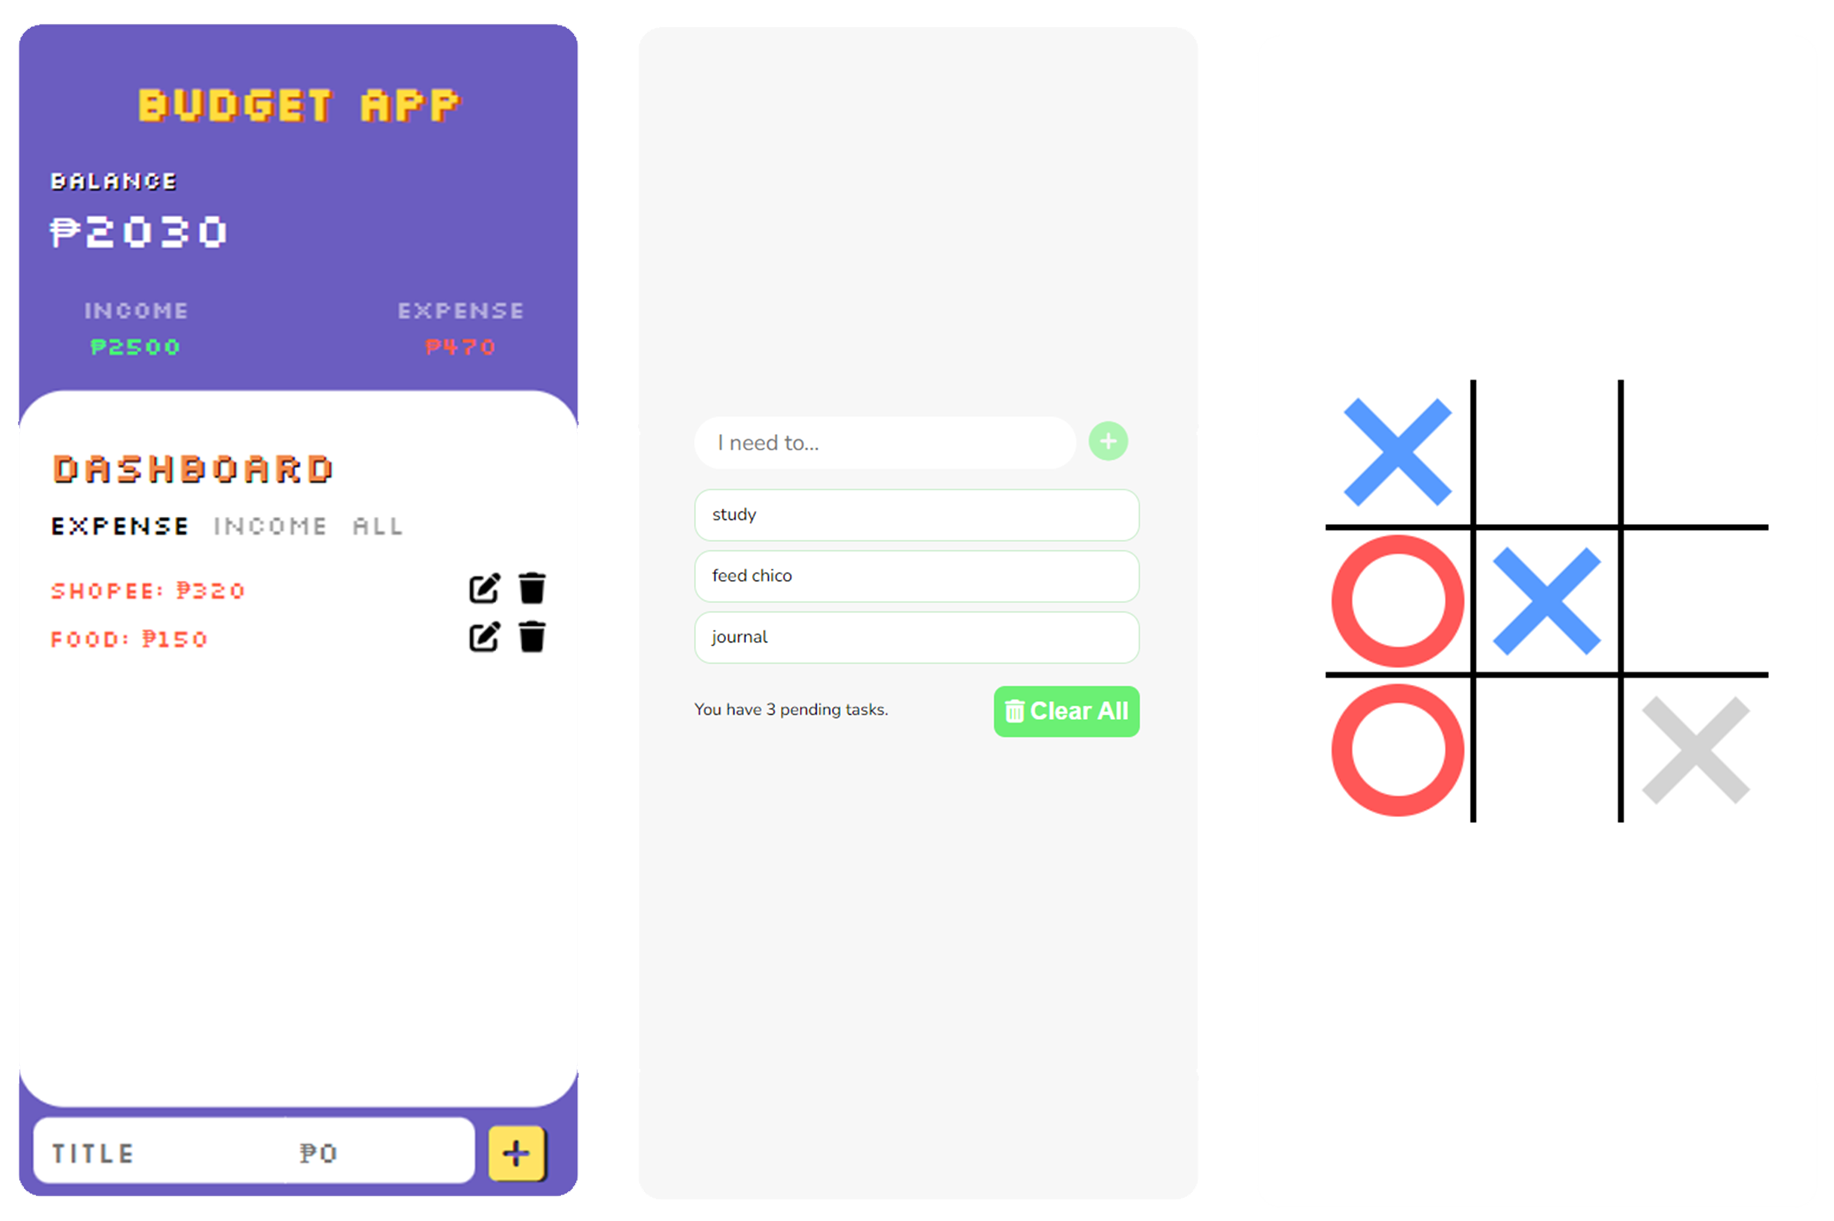 BUDGET APP
BALANCE
₱2030
INCOME EXPENSE
₱2500 ₱470
DASHBOARD
EXPENSE INCOME ALL
SHOPEE: ₱320
FOOD: ₱150
TITLE ₱0
I need to...
study
feed chico
journal
You have 3 pending tasks.
Clear All